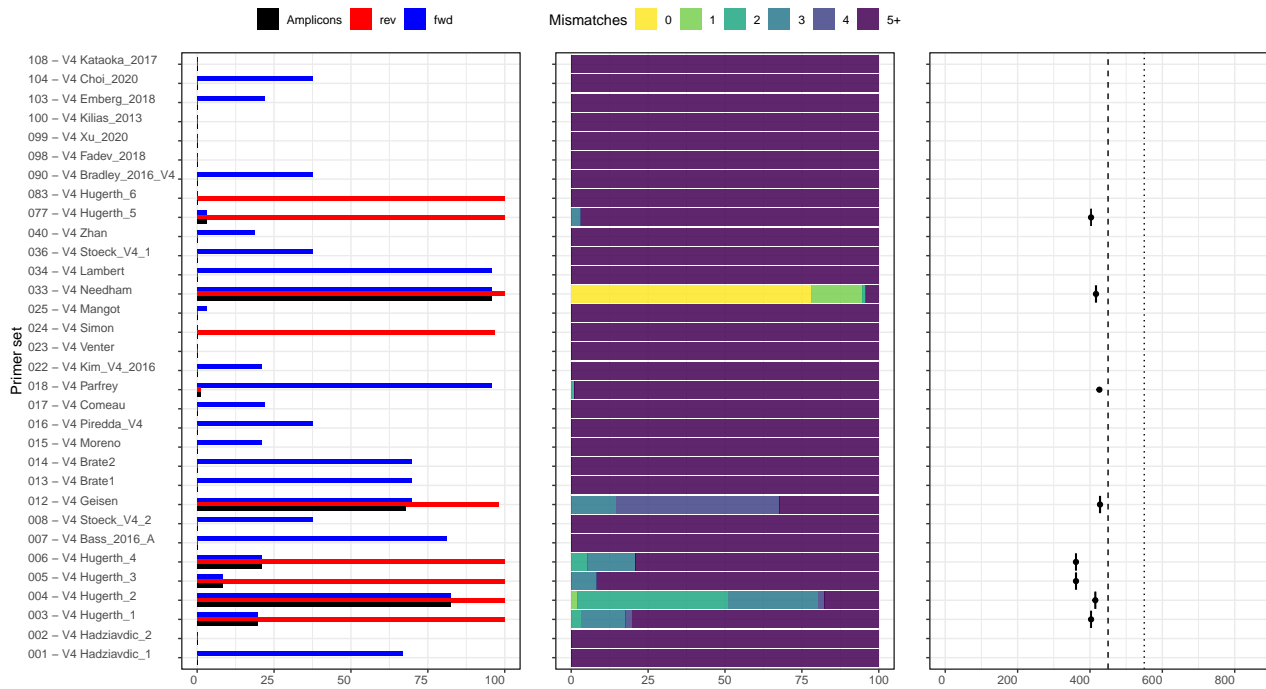 Amplicons rev fwd
Mismatches 0 1 2 3 4 5+
Primer set
108 – V4 Kataoka_2017
104 – V4 Choi_2020
103 – V4 Emberg_2018
100 – V4 Kilias_2013
099 – V4 Xu_2020
098 – V4 Fadev_2018
090 – V4 Bradley_2016_V4
083 – V4 Hugerth_6
077 – V4 Hugerth_5
040 – V4 Zhan
036 – V4 Stoeck_V4_1
034 – V4 Lambert
033 – V4 Needham
025 – V4 Mangot
024 – V4 Simon
023 – V4 Venter
022 – V4 Kim_V4_2016
018 – V4 Parfrey
017 – V4 Comeau
016 – V4 Piredda_V4
015 – V4 Moreno
014 – V4 Brate2
013 – V4 Brate1
012 – V4 Geisen
008 – V4 Stoeck_V4_2
007 – V4 Bass_2016_A
006 – V4 Hugerth_4
005 – V4 Hugerth_3
004 – V4 Hugerth_2
003 – V4 Hugerth_1
002 – V4 Hadziavdic_2
001 – V4 Hadziavdic_1
0 25 50 75 100
0 25 50 75 100
0 200 400 600 800